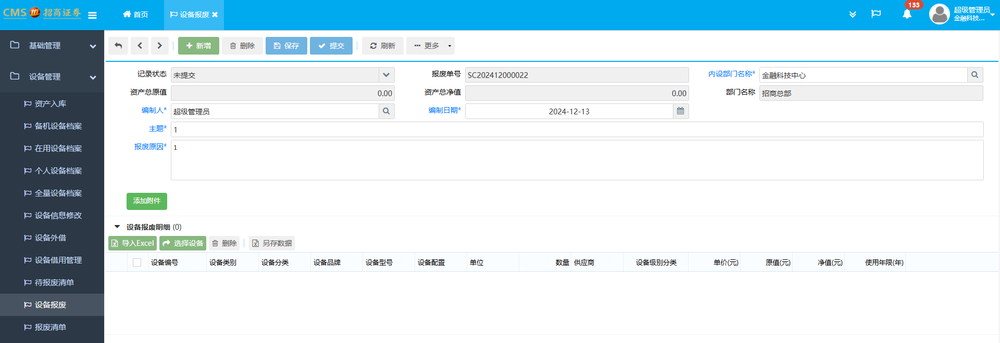 CMS 招商证券
首页
设备报废
133
超级管理员
金融科技...
基础管理
设备管理
资产入库
备机设备档案
在用设备档案
个人设备档案
全量设备档案
设备信息修改
设备外借
设备借用管理
待报废清单
设备报废
报废清单
新增 删除 保存 提交 刷新 更多
记录状态 未提交 报废单号 SC202412000022 内设部门名称* 金融科技中心
资产总原值 0.00 资产总净值 0.00 部门名称 招商总部
编制人* 超级管理员 编制日期* 2024-12-13
主题* 1
报废原因* 1
添加附件
设备报废明细 (0)
导入Excel 选择设备 删除 另存数据
设备编号 设备类别 设备分类 设备品牌 设备型号 设备配置 单位 数量 供应商 设备级别分类 单价(元) 原值(元) 净值(元) 使用年限(年)